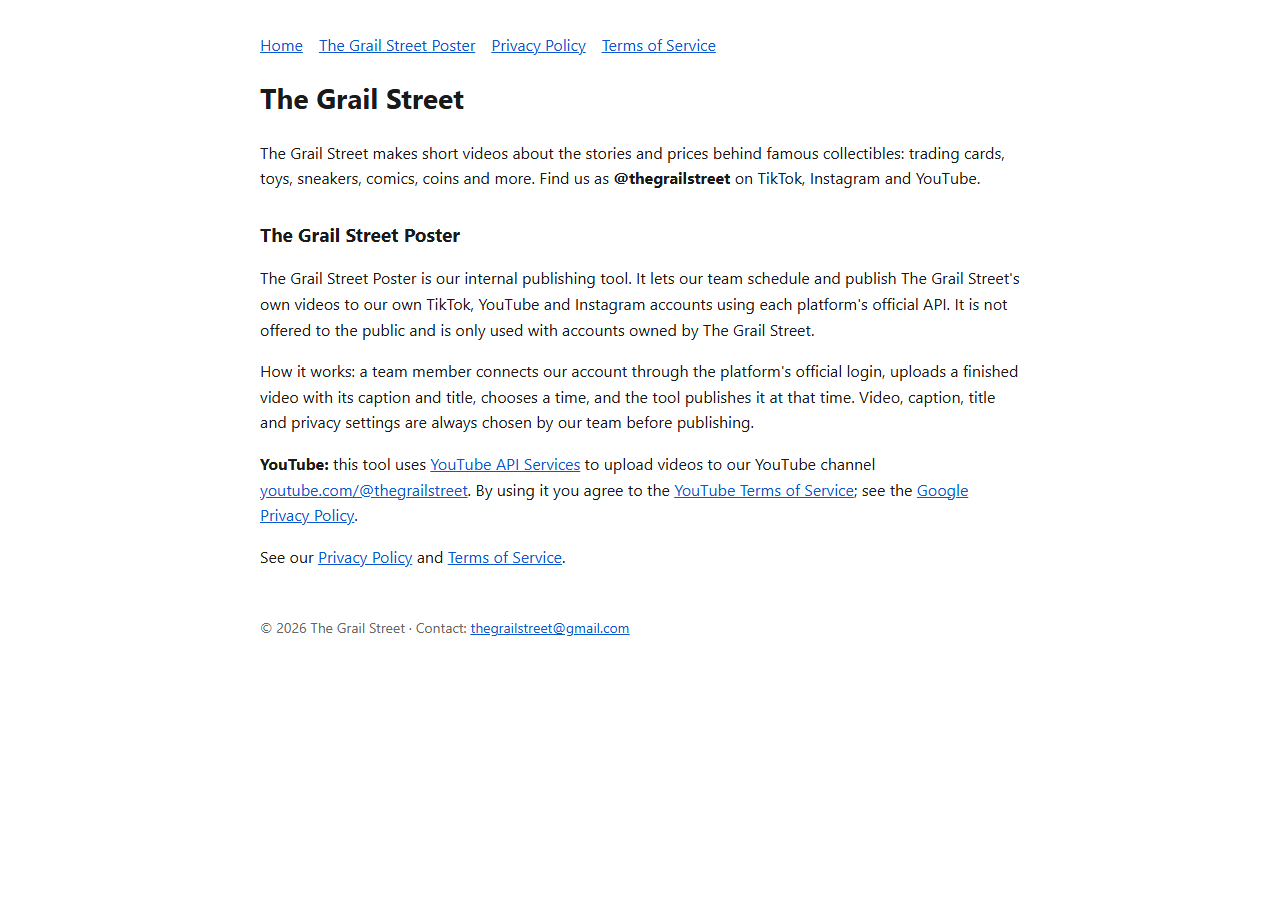 Home The Grail Street Poster Privacy Policy Terms of Service
The Grail Street
The Grail Street makes short videos about the stories and prices behind famous collectibles: trading cards,
toys, sneakers, comics, coins and more. Find us as @thegrailstreet on TikTok, Instagram and YouTube.
The Grail Street Poster
The Grail Street Poster is our internal publishing tool. It lets our team schedule and publish The Grail Street's
own videos to our own TikTok, YouTube and Instagram accounts using each platform's official API. It is not
offered to the public and is only used with accounts owned by The Grail Street.
How it works: a team member connects our account through the platform's official login, uploads a finished
video with its caption and title, chooses a time, and the tool publishes it at that time. Video, caption, title
and privacy settings are always chosen by our team before publishing.
YouTube: this tool uses YouTube API Services to upload videos to our YouTube channel
youtube.com/@thegrailstreet. By using it you agree to the YouTube Terms of Service; see the Google
Privacy Policy.
See our Privacy Policy and Terms of Service.
© 2026 The Grail Street · Contact: thegrailstreet@gmail.com